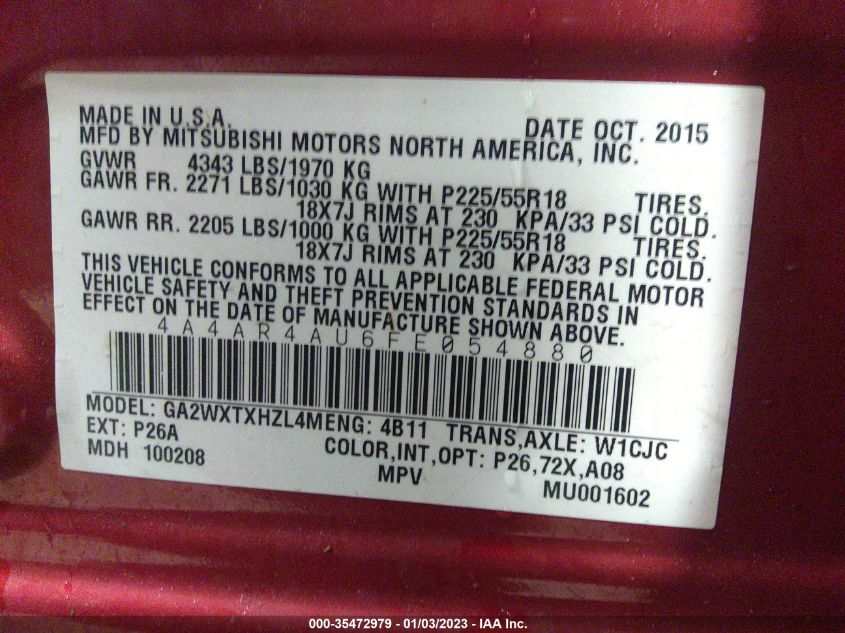 MADE IN U.S.A. DATE OCT. 2015
MFD BY MITSUBISHI MOTORS NORTH AMERICA, INC.
GVWR 4343 LBS/1970 KG
GAWR FR. 2271 LBS/1030 KG WITH P225/55R18 TIRES.
18X7J RIMS AT 230 KPA/33 PSI COLD.
GAWR RR. 2205 LBS/1000 KG WITH P225/55R18 TIRES.
18X7J RIMS AT 230 KPA/33 PSI COLD.
THIS VEHICLE CONFORMS TO ALL APPLICABLE FEDERAL MOTOR
VEHICLE SAFETY AND THEFT PREVENTION STANDARDS IN
EFFECT ON THE DATE OF MANUFACTURE SHOWN ABOVE.
4A4AR4AU6FE054880
MODEL: GA2WXTXHZL4MENG: 4B11 TRANS,AXLE: W1CJC
EXT: P26A COLOR,INT,OPT: P26,72X,A08
MDH 100208 MPV MU001602
000-35472979 - 01/03/2023 - IAA Inc.